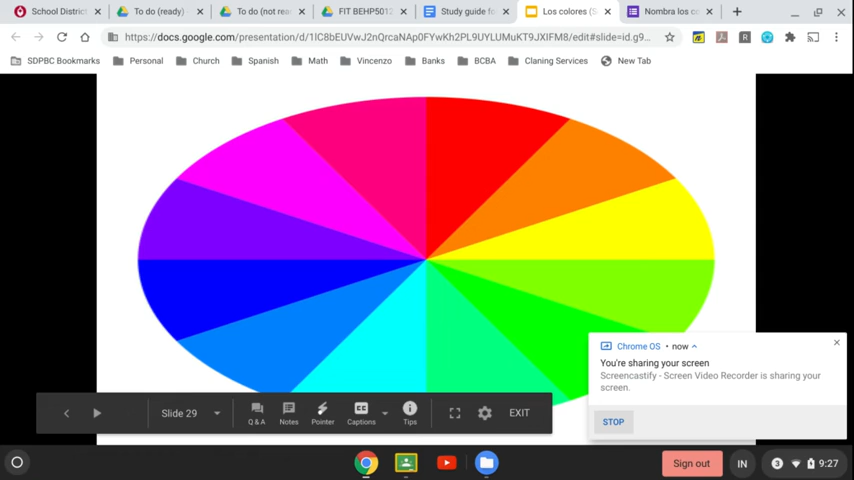 School District
To do (ready)
To do (not rea
FIT BEHP5012
Study guide fo
Los colores (S
Nombra los c
https://docs.google.com/presentation/d/1IC8bEUVwJ2nQrcaNAp0FYwKh2PL9UYLUMuKT9JXIFM8/edit#slide=id.g9...
SDPBC Bookmarks
Personal
Church
Spanish
Math
Vincenzo
Banks
BCBA
Claning Services
New Tab
Chrome OS • now
You're sharing your screen
Screencastify - Screen Video Recorder is sharing your
screen.
STOP
Slide 29
Q & A
Notes
Pointer
Captions
Tips
EXIT
Sign out
IN
3
9:27